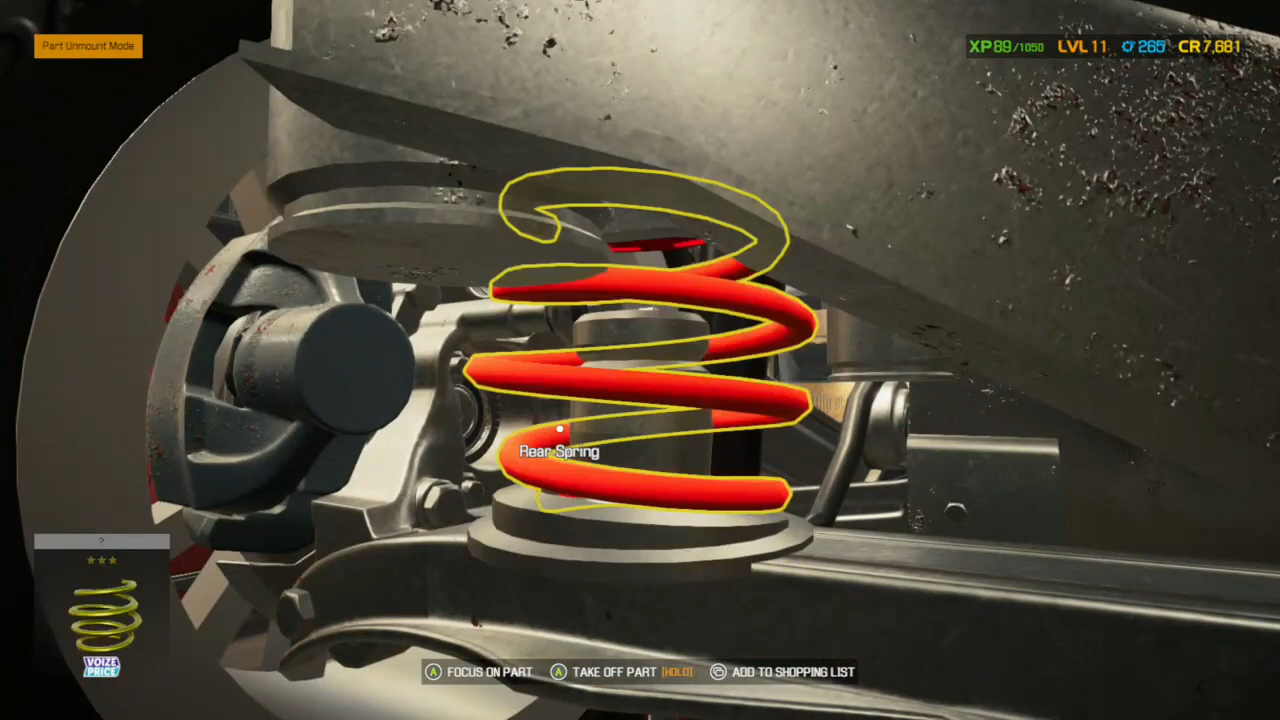 Part Unmount Mode
XP 89/1050 LVL 11 265 CR 7,681
Rear Spring
?
VOIZE
PRICE
A FOCUS ON PART A TAKE OFF PART [HOLD] ADD TO SHOPPING LIST